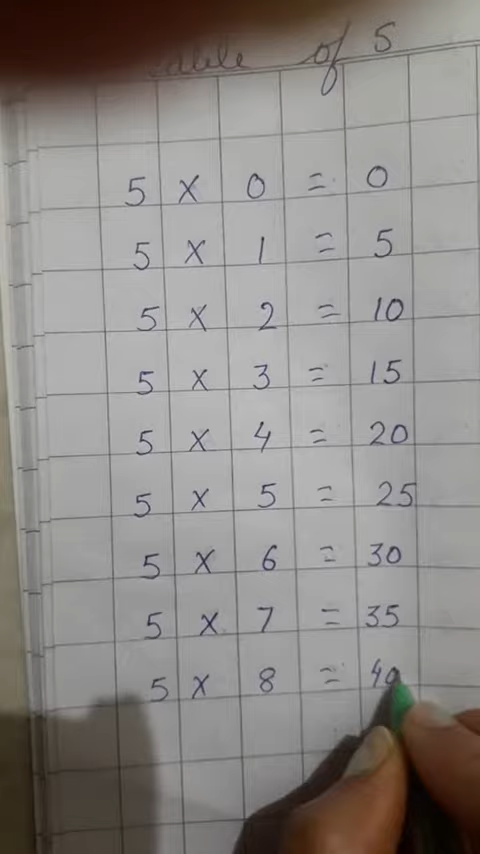 Table of 5
5 × 0 = 0
5 × 1 = 5
5 × 2 = 10
5 × 3 = 15
5 × 4 = 20
5 × 5 = 25
5 × 6 = 30
5 × 7 = 35
5 × 8 = 40